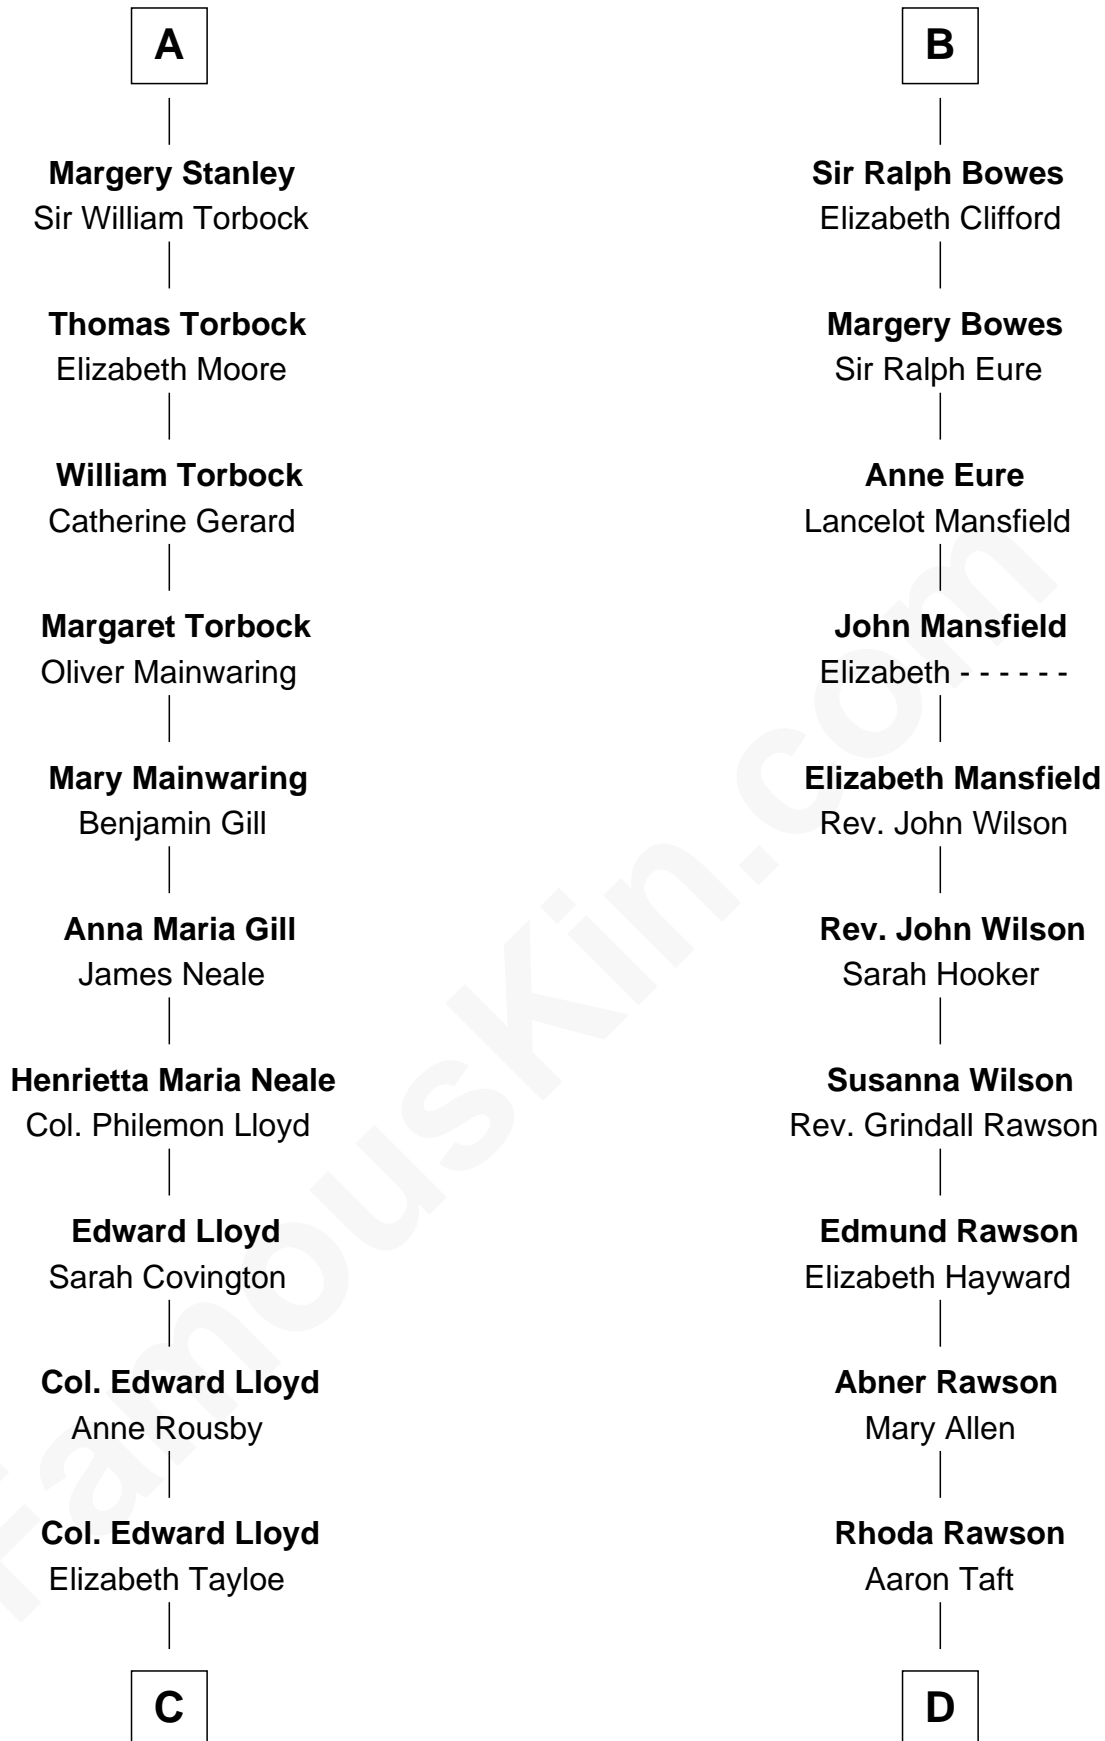 A
Margery Stanley
Sir William Torbock
Thomas Torbock
Elizabeth Moore
William Torbock
Catherine Gerard
Margaret Torbock
Oliver Mainwaring
Mary Mainwaring
Benjamin Gill
Anna Maria Gill
James Neale
Henrietta Maria Neale
Col. Philemon Lloyd
Edward Lloyd
Sarah Covington
Col. Edward Lloyd
Anne Rousby
Col. Edward Lloyd
Elizabeth Tayloe
C
B
Sir Ralph Bowes
Elizabeth Clifford
Margery Bowes
Sir Ralph Eure
Anne Eure
Lancelot Mansfield
John Mansfield
Elizabeth - - - - - -
Elizabeth Mansfield
Rev. John Wilson
Rev. John Wilson
Sarah Hooker
Susanna Wilson
Rev. Grindall Rawson
Edmund Rawson
Elizabeth Hayward
Abner Rawson
Mary Allen
Rhoda Rawson
Aaron Taft
D
FamousKin.com